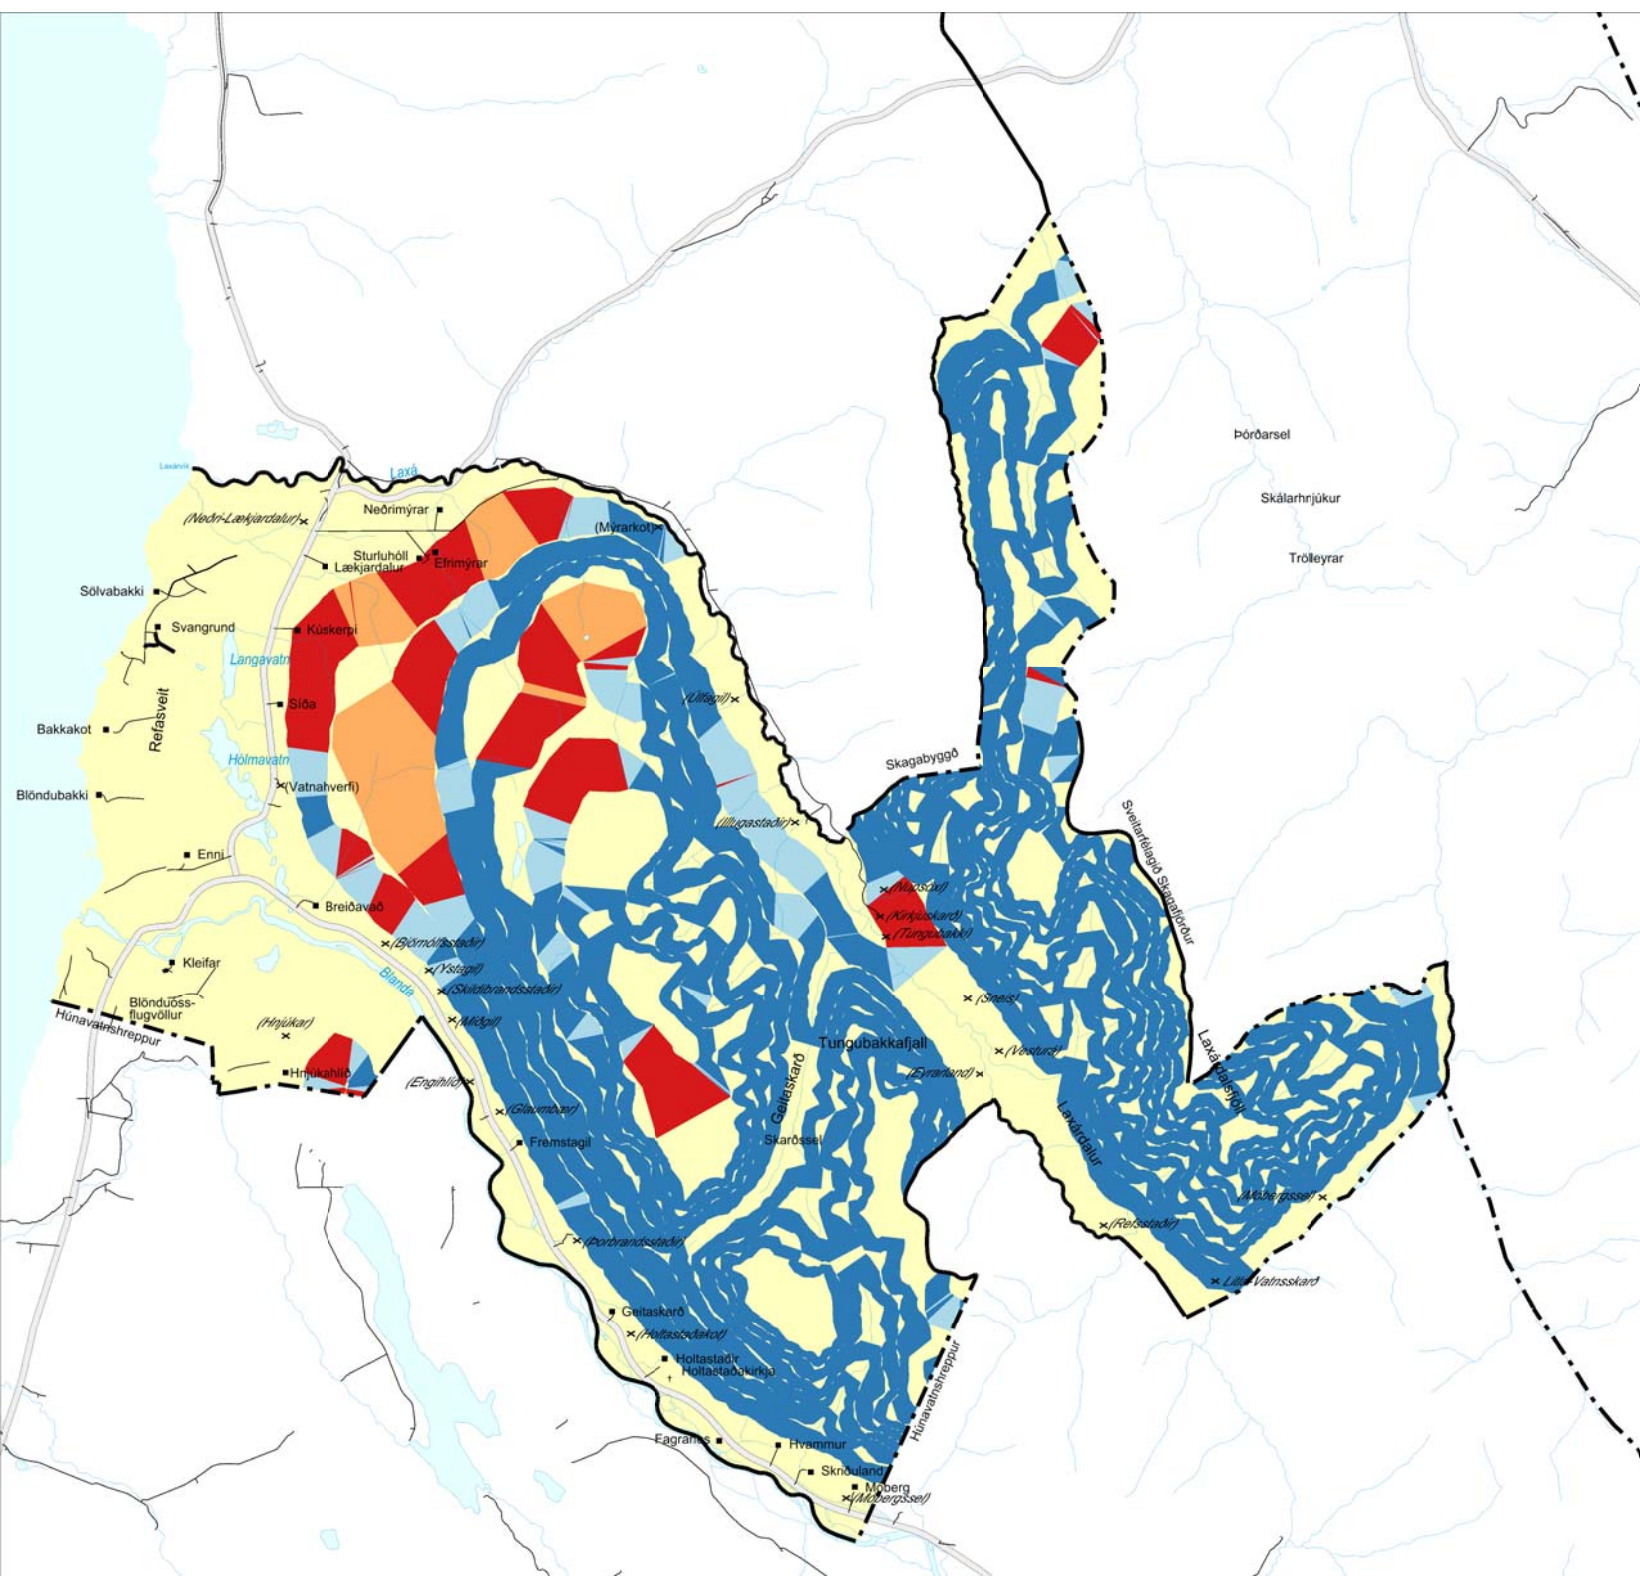 Þórðarsel
Laxárvík
Laxá
Skálarhnjúkur
Neðrimýrar
(Neðri-Lækjardalur)
(Mýrarkot)
Sturluhóll
Efrimýrar
Lækjardalur
Trölleyrar
Sölvabakki
Svangrund
Kúskerpi
Langavatn
(Úlfagil)
Síða
Refasveit
Bakkakot
Hólmavatn
Skagabyggð
(Vatnahverfi)
Blöndubakki
(Illugastaðir)
Sveitarfélagið Skagafjörður
Enni
(Núpsöxl)
Breiðavað
(Kirkjuskarð)
(Tungubakki)
(Björnólfsstaðir)
Kleifar
(Ystagil)
Blanda
(Skildibrandsstaðir)
(Sneis)
Blönduóss-
flugvöllur
Húnavatnshreppur
(Hnjúkar)
(Miðgil)
Tungubakkafjall
(Vesturá)
Laxárdalsfjöll
Hnjúkahlíð
(Engihlíð)
(Eyrarland)
Geitaskarð
(Glaumbær)
Laxárdalur
Fremstagil
Skarðssel
(Móbergssel)
(Refsstaðir)
(Þorbrandsstaðir)
Litla-Vatnsskarð
Geitaskarð
(Holtastaðakot)
Holtastaðir
Holtastaðakirkja
Húnavatnshreppur
Fagranes
Hvammur
Skriðuland
Móberg
(Móbergssel)